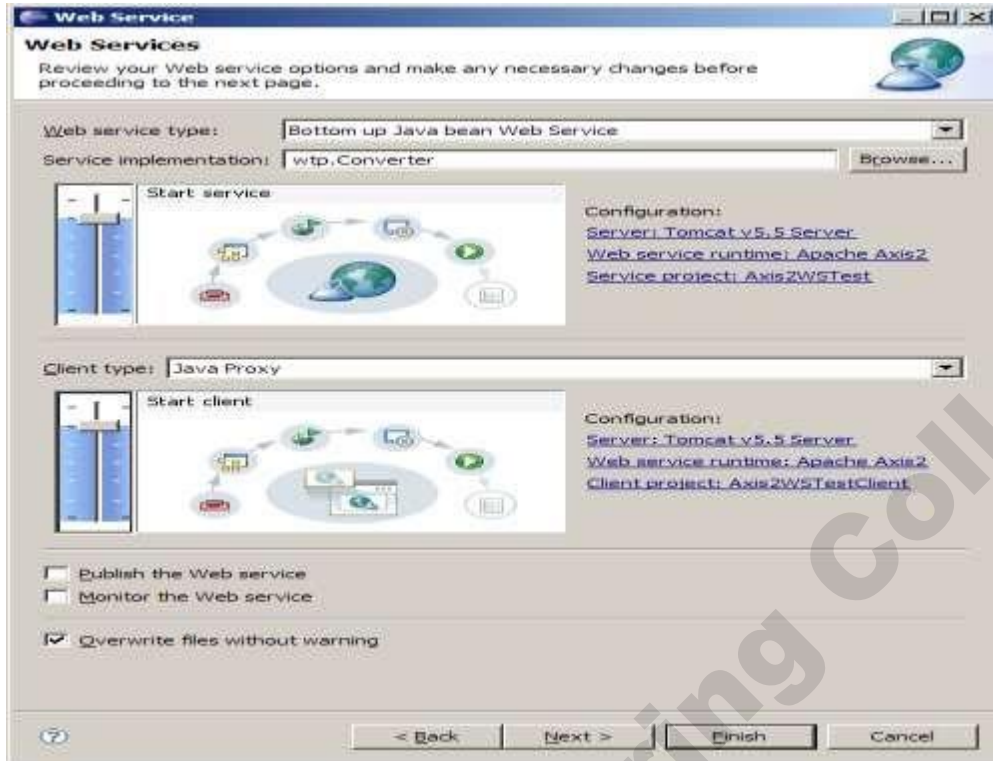 Web Service
Web Services
Review your Web service options and make any necessary changes before
proceeding to the next page.
Web service type: Bottom up Java bean Web Service
Service implementation: wtp.Converter Browse...
Start service
Configuration:
Server: Tomcat v5.5 Server
Web service runtime: Apache Axis2
Service project: Axis2WSTest
Client type: Java Proxy
Start client
Configuration:
Server: Tomcat v5.5 Server
Web service runtime: Apache Axis2
Client project: Axis2WSTestClient
Publish the Web service
Monitor the Web service
Overwrite files without warning
< Back Next > Finish Cancel
ring Coll